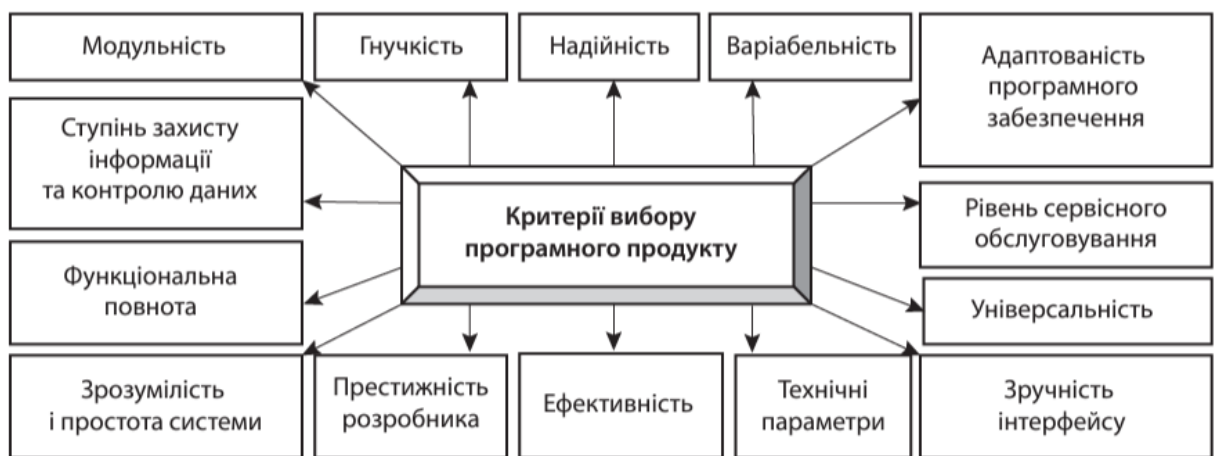 Модульність
Гнучкість
Надійність
Варіабельність
Адаптованість
програмного
забезпечення
Ступінь захисту
інформації
та контролю даних
Критерії вибору
програмного продукту
Рівень сервісного
обслуговування
Функціональна
повнота
Універсальність
Зрозумілість
і простота системи
Престижність
розробника
Ефективність
Технічні
параметри
Зручність
інтерфейсу